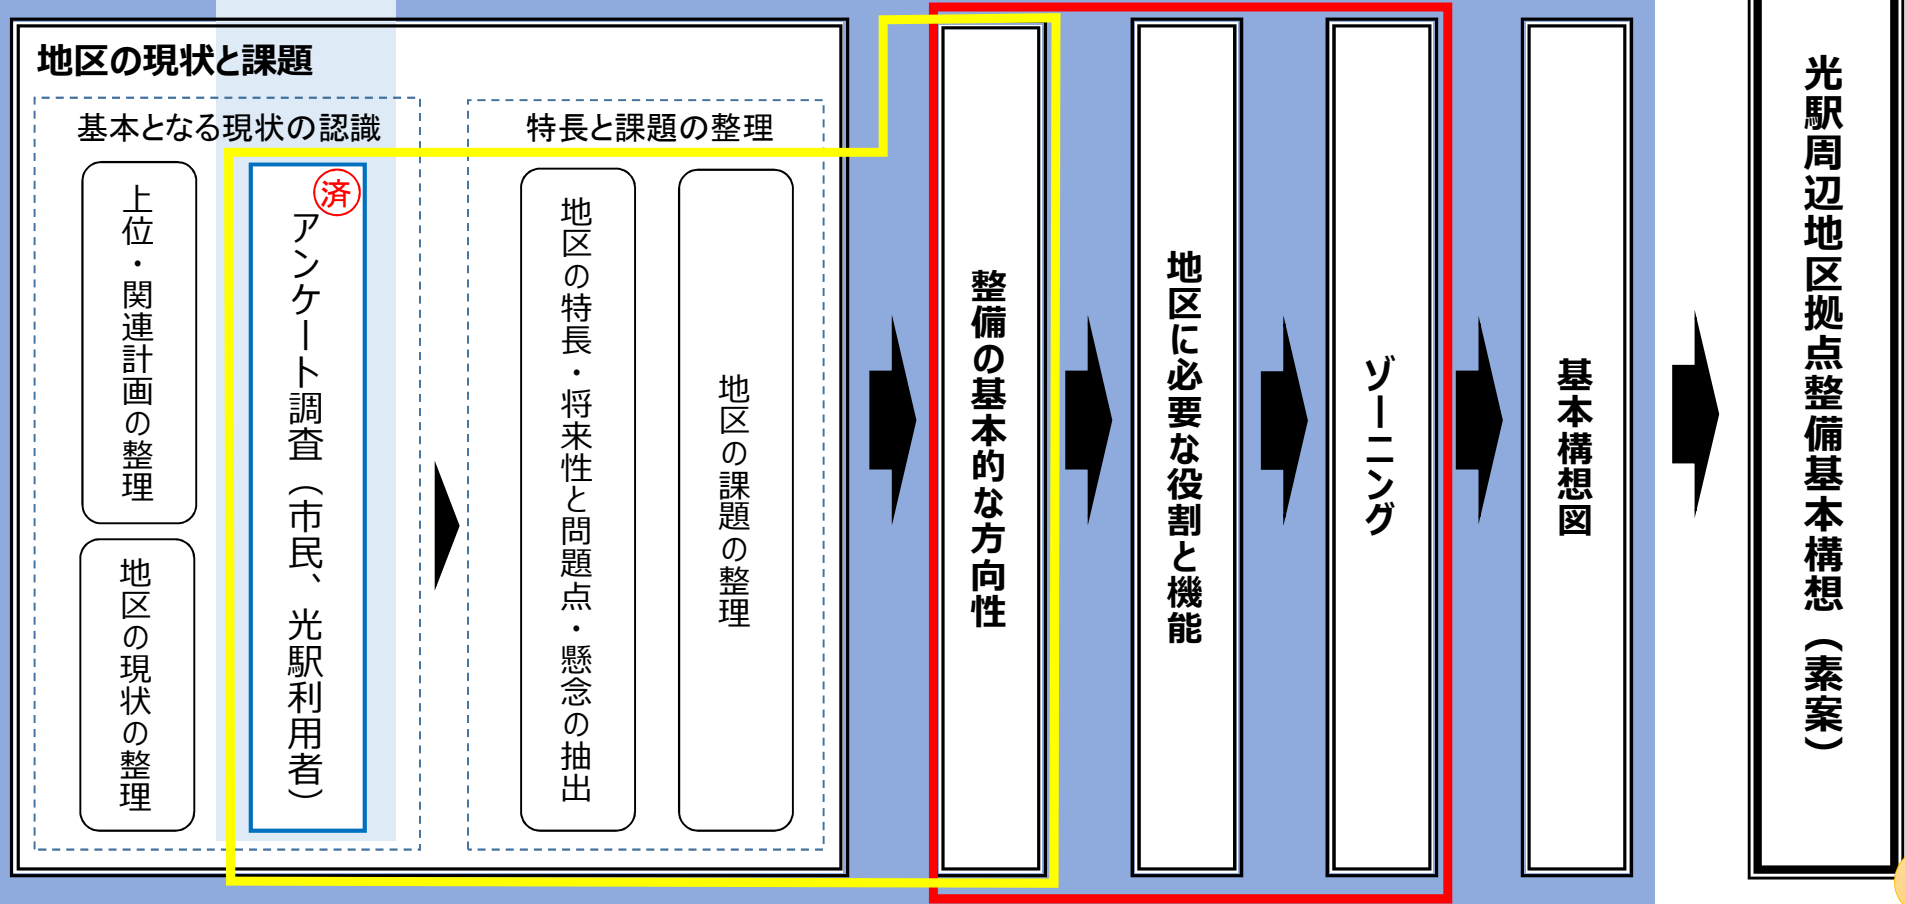 地区の現状と課題
基本となる現状の認識
上位・関連計画の整理
地区の現状の整理
済
アンケート調査（市民、光駅利用者）
特長と課題の整理
地区の特長・将来性と問題点・懸念の抽出
地区の課題の整理
整備の基本的な方向性
地区に必要な役割と機能
ゾーニング
基本構想図
光駅周辺地区拠点整備基本構想（素案）